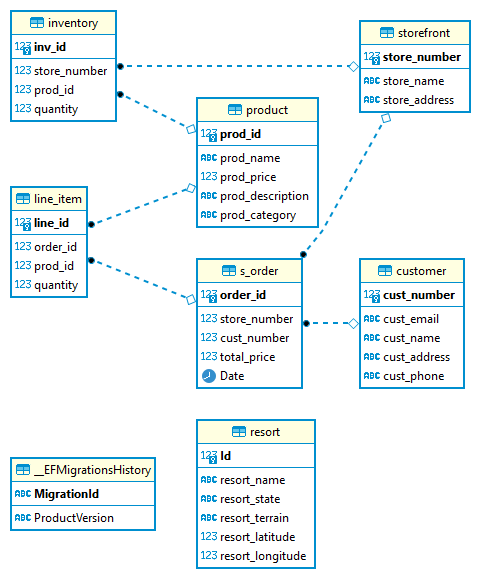 inventory
123 inv_id
123 store_number
123 prod_id
123 quantity
storefront
123 store_number
ABC store_name
ABC store_address
product
123 prod_id
ABC prod_name
123 prod_price
ABC prod_description
ABC prod_category
line_item
123 line_id
123 order_id
123 prod_id
123 quantity
s_order
123 order_id
123 store_number
123 cust_number
123 total_price
Date
customer
123 cust_number
ABC cust_email
ABC cust_name
ABC cust_address
ABC cust_phone
resort
123 Id
ABC resort_name
ABC resort_state
ABC resort_terrain
123 resort_latitude
123 resort_longitude
__EFMigrationsHistory
ABC MigrationId
ABC ProductVersion